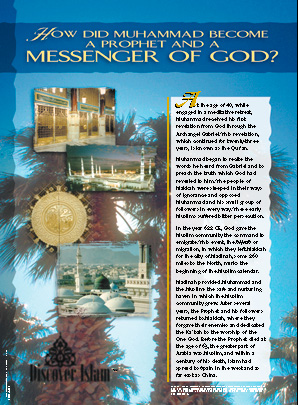 HOW DID MUHAMMAD BECOME
A PROPHET AND A
MESSENGER OF GOD?
At the age of 40, while
engaged in a meditative retreat,
Muhammad received his first
revelation from God through the
Archangel Gabriel. This revelation,
which continued for twenty-three
years, is known as the Qur'an.
Muhammad began to recite the
words he heard from Gabriel and to
preach the truth which God had
revealed to him. The people of
Makkah were steeped in their ways
of ignorance and opposed
Muhammad and his small group of
followers in every way. These early
Muslims suffered bitter persecution.
In the year 622 CE, God gave the
Muslim community the command to
emigrate. This event, the hijrah or
migration, in which they left Makkah
for the city of Madinah, some 260
miles to the North, marks the
beginning of the Muslim calendar.
Madinah provided Muhammad and
the Muslims the safe and nurturing
haven in which the Muslim
community grew. After several
years, the Prophet and his followers
returned to Makkah, where they
forgave their enemies and dedicated
the Ka'bah to the worship of the
One God. Before the Prophet died at
the age of 63, the greater part of
Arabia was Muslim, and within a
century of his death, Islam had
spread to Spain in the west and as
far east as China.
Discover Islam